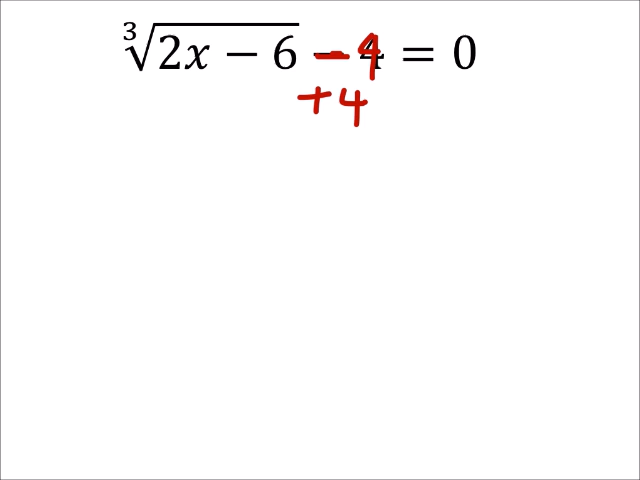 ∛(2x − 6) − 4 = 0
+ 4